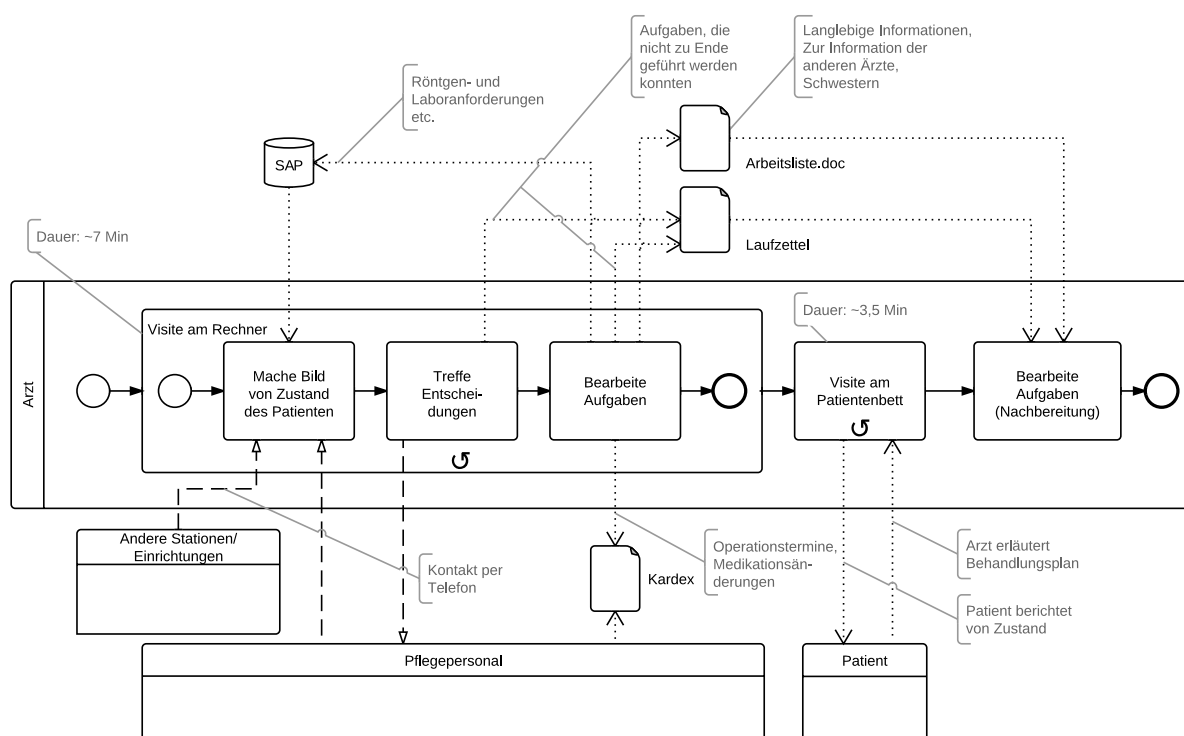 Aufgaben, die
nicht zu Ende
geführt werden
konnten
Langlebige Informationen,
Zur Information der
anderen Ärzte,
Schwestern
Röntgen- und
Laboranforderungen
etc.
SAP
Arbeitsliste.doc
Laufzettel
Dauer: ~7 Min
Dauer: ~3,5 Min
Arzt
Visite am Rechner
Mache Bild
von Zustand
des Patienten
Treffe
Entschei-
dungen
Bearbeite
Aufgaben
Visite am
Patientenbett
Bearbeite
Aufgaben
(Nachbereitung)
Andere Stationen/
Einrichtungen
Kontakt per
Telefon
Kardex
Operationstermine,
Medikationsän-
derungen
Arzt erläutert
Behandlungsplan
Patient berichtet
von Zustand
Pflegepersonal
Patient